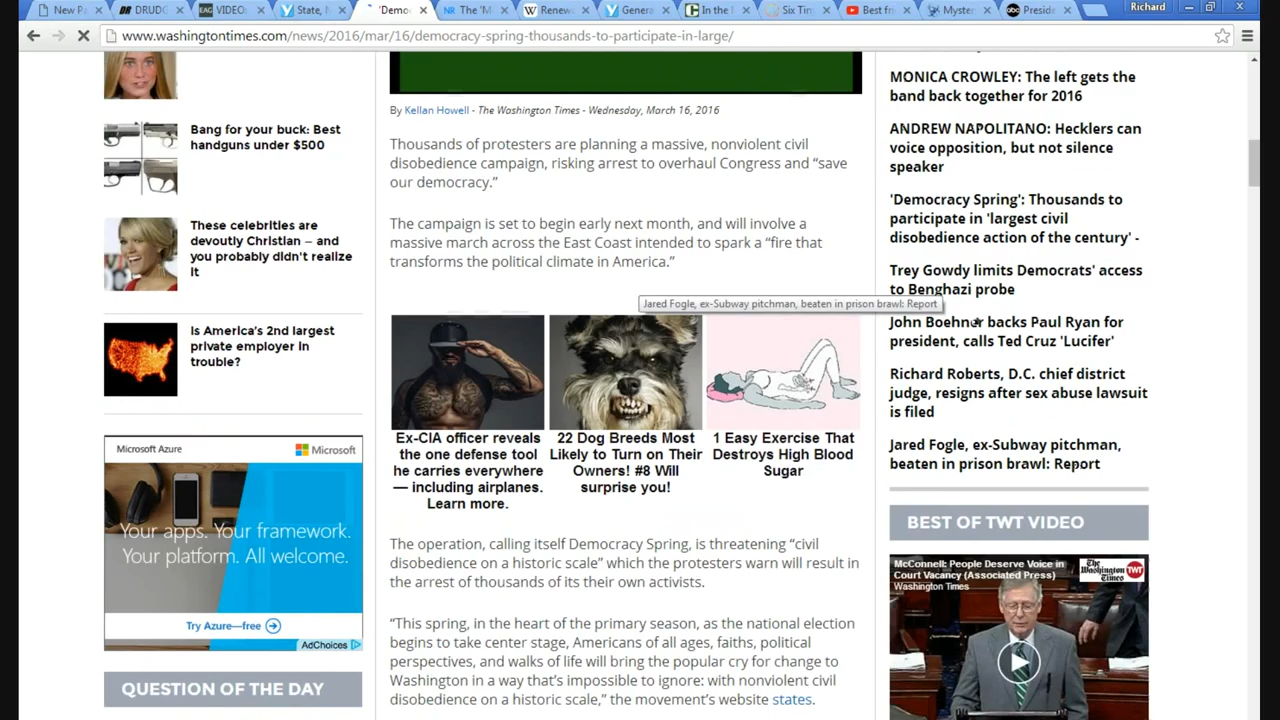 New Pa
DRUDG
VIDEO:
State, N
'Demo
The 'M
Renew
Genera
In the
Six Tin
Best fr
Myster
Presid
Richard
www.washingtontimes.com/news/2016/mar/16/democracy-spring-thousands-to-participate-in-large/
Bang for your buck: Best
handguns under $500
These celebrities are
devoutly Christian – and
you probably didn't realize
it
Is America's 2nd largest
private employer in
trouble?
Microsoft Azure
Microsoft
Your apps. Your framework.
Your platform. All welcome.
Try Azure—free
AdChoices
QUESTION OF THE DAY
By Kellan Howell - The Washington Times - Wednesday, March 16, 2016
Thousands of protesters are planning a massive, nonviolent civil
disobedience campaign, risking arrest to overhaul Congress and “save
our democracy.”
The campaign is set to begin early next month, and will involve a
massive march across the East Coast intended to spark a “fire that
transforms the political climate in America.”
Jared Fogle, ex-Subway pitchman, beaten in prison brawl: Report
Ex-CIA officer reveals
the one defense tool
he carries everywhere
— including airplanes.
Learn more.
22 Dog Breeds Most
Likely to Turn on Their
Owners! #8 Will
surprise you!
1 Easy Exercise That
Destroys High Blood
Sugar
The operation, calling itself Democracy Spring, is threatening “civil
disobedience on a historic scale” which the protesters warn will result in
the arrest of thousands of its their own activists.
“This spring, in the heart of the primary season, as the national election
begins to take center stage, Americans of all ages, faiths, political
perspectives, and walks of life will bring the popular cry for change to
Washington in a way that’s impossible to ignore: with nonviolent civil
disobedience on a historic scale,” the movement’s website states.
MONICA CROWLEY: The left gets the
band back together for 2016
ANDREW NAPOLITANO: Hecklers can
voice opposition, but not silence
speaker
'Democracy Spring': Thousands to
participate in 'largest civil
disobedience action of the century' -
Trey Gowdy limits Democrats' access
to Benghazi probe
John Boehner backs Paul Ryan for
president, calls Ted Cruz 'Lucifer'
Richard Roberts, D.C. chief district
judge, resigns after sex abuse lawsuit
is filed
Jared Fogle, ex-Subway pitchman,
beaten in prison brawl: Report
BEST OF TWT VIDEO
McConnell: People Deserve Voice in
Court Vacancy (Associated Press)
Washington Times
The Washington Times
TWT